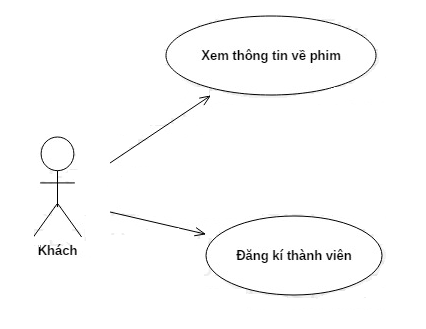 Xem thông tin về phim
Khách
Đăng kí thành viên